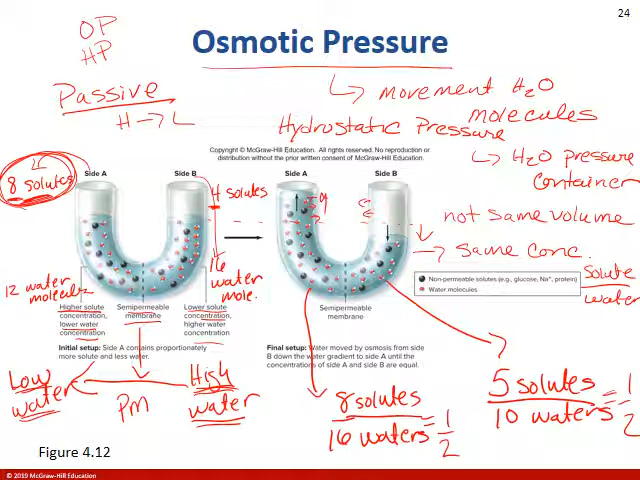 24
OP
HP
Osmotic Pressure
Passive
H → L
↳ movement H2O
molecules
Hydrostatic Pressure
↳ H2O pressure
container
Copyright © McGraw-Hill Education. All rights reserved. No reproduction or
distribution without the prior written consent of McGraw-Hill Education.
8 solutes
Side A
Side B
4 solutes
Side A
Side B
not same volume
→ same conc.
solute
water
16
water
mole.
12 water
molecules
Non-permeable solutes (e.g., glucose, Na+, protein)
Water molecules
Higher solute
concentration,
lower water
concentration
Semipermeable
membrane
Lower solute
concentration,
higher water
concentration
Semipermeable
membrane
Initial setup: Side A contains proportionately
more solute and less water.
Final setup: Water moved by osmosis from side
B down the water gradient to side A until the
concentrations of side A and side B are equal.
Low
water
PM
High
water
8 solutes
16 waters
= 1
2
5 solutes
10 waters
= 1
2
Figure 4.12
© 2019 McGraw-Hill Education